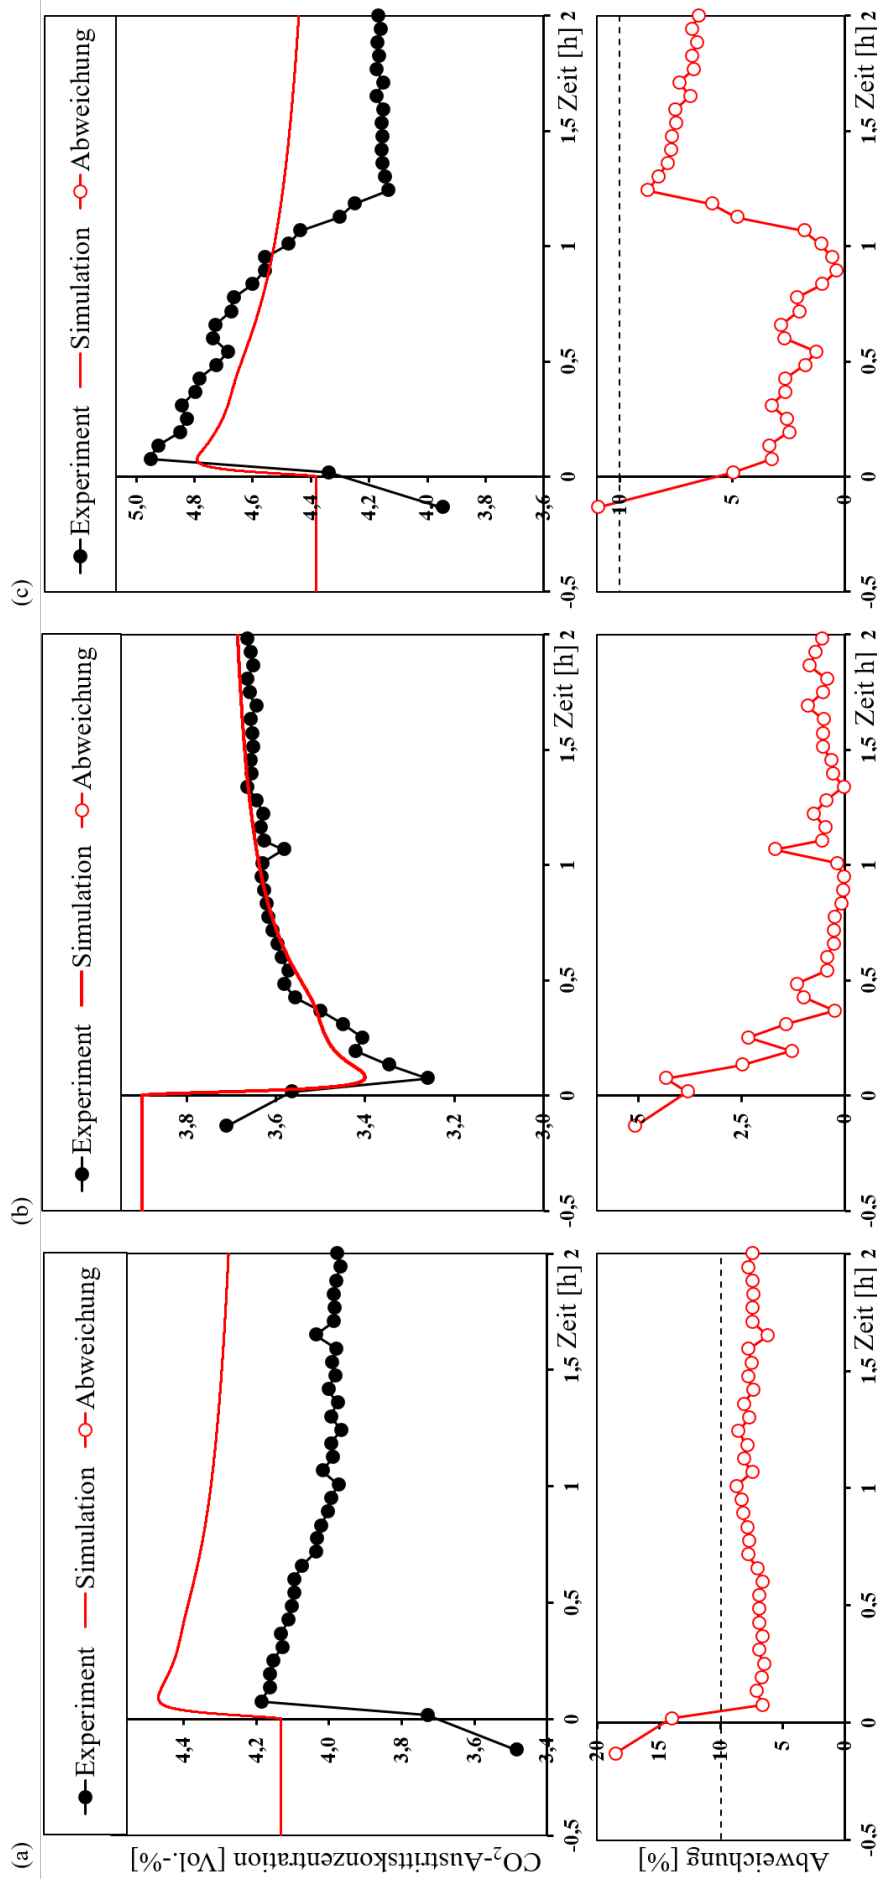 (a)
Experiment Simulation Abweichung
CO₂-Austrittskonzentration [Vol.-%]
4,4
4,2
4,0
3,8
3,6
3,4
-0,5 0 0,5 1 1,5 2
Zeit [h]
Abweichung [%]
20
15
10
5
0
-0,5 0 0,5 1 1,5 2
Zeit [h]
(b)
Experiment Simulation Abweichung
3,8
3,6
3,4
3,2
3,0
-0,5 0 0,5 1 1,5 2
Zeit [h]
5
2,5
0
-0,5 0 0,5 1 1,5 2
Zeit h]
(c)
Experiment Simulation Abweichung
5,0
4,8
4,6
4,4
4,2
4,0
3,8
3,6
-0,5 0 0,5 1 1,5 2
Zeit [h]
10
5
0
-0,5 0 0,5 1 1,5 2
Zeit [h]